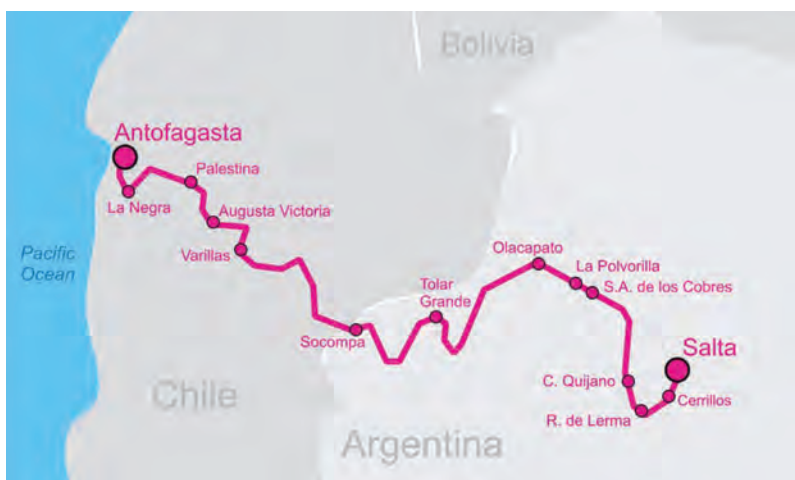 Bolivia
Antofagasta
Palestina
La Negra
Augusta Victoria
Pacific
Ocean
Varillas
Olacapato
La Polvorilla
S.A. de los Cobres
Tolar
Grande
Socompa
Salta
C. Quijano
Chile
Cerrillos
R. de Lerma
Argentina